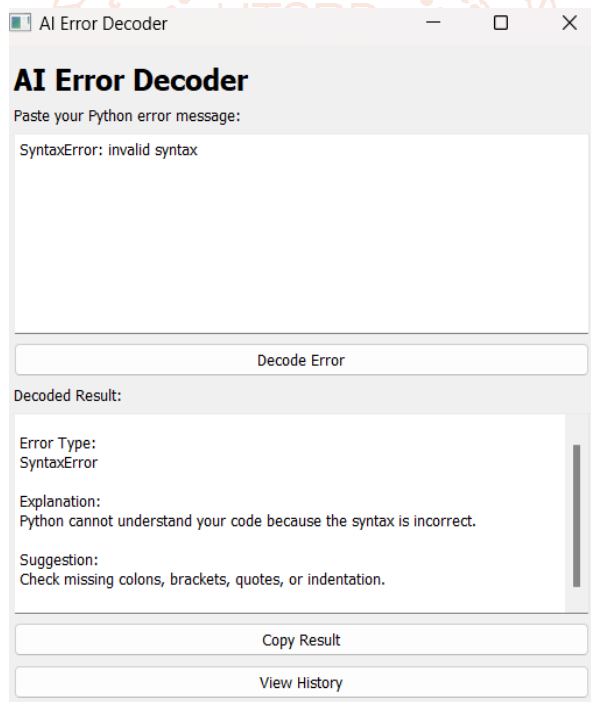 AI Error Decoder
AI Error Decoder
Paste your Python error message:
SyntaxError: invalid syntax
Decode Error
Decoded Result:
Error Type:
SyntaxError
Explanation:
Python cannot understand your code because the syntax is incorrect.
Suggestion:
Check missing colons, brackets, quotes, or indentation.
Copy Result
View History